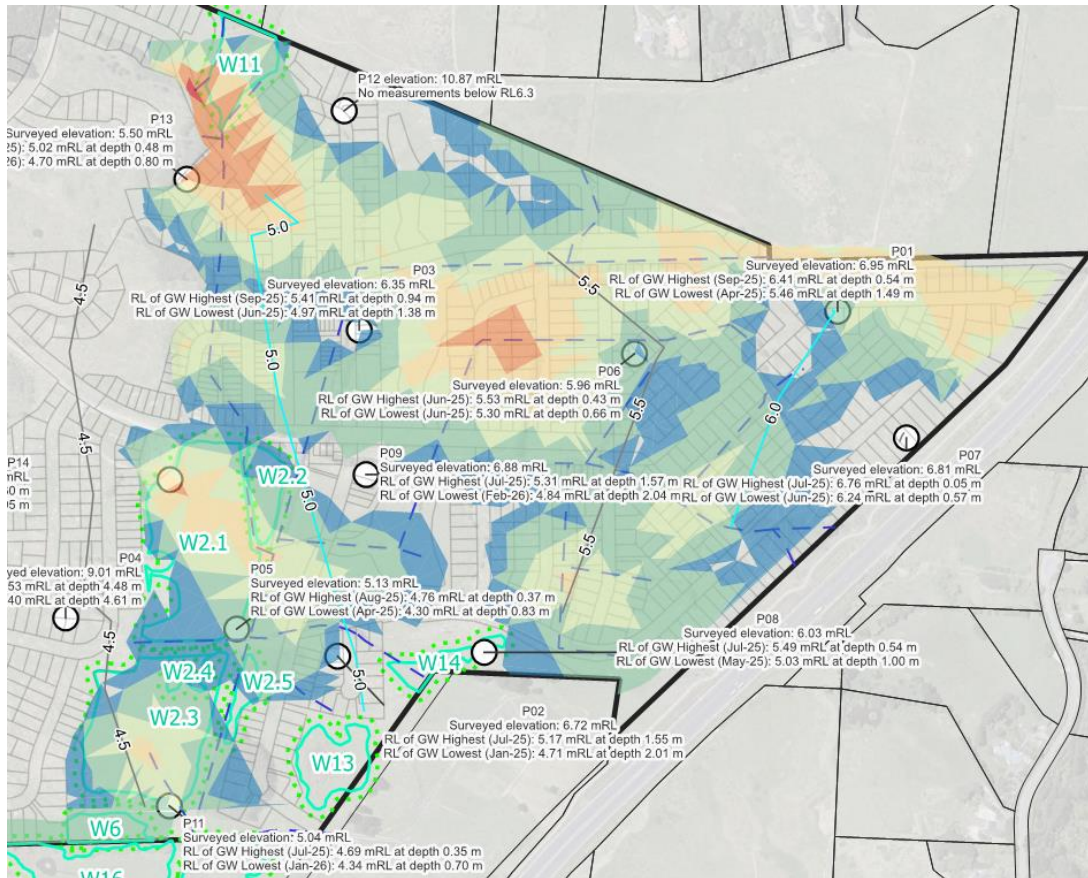 W11
P12 elevation: 10.87 mRL
No measurements below RL6.3
P13
Surveyed elevation: 5.50 mRL
25): 5.02 mRL at depth 0.48 m
26): 4.70 mRL at depth 0.80 m
5.0
4.5
P03
Surveyed elevation: 6.35 mRL
RL of GW Highest (Sep-25): 5.41 mRL at depth 0.94 m
RL of GW Lowest (Jun-25): 4.97 mRL at depth 1.38 m
5.5
P01
Surveyed elevation: 6.95 mRL
RL of GW Highest (Sep-25): 6.41 mRL at depth 0.54 m
RL of GW Lowest (Apr-25): 5.46 mRL at depth 1.49 m
5.0
P06
Surveyed elevation: 5.96 mRL
RL of GW Highest (Jun-25): 5.53 mRL at depth 0.43 m
RL of GW Lowest (Jun-25): 5.30 mRL at depth 0.66 m
5.5
6.0
4.5
P14
mRL
W2.2
P09
Surveyed elevation: 6.88 mRL
RL of GW Highest (Jul-25): 5.31 mRL at depth 1.57 m
RL of GW Lowest (Feb-26): 4.84 mRL at depth 2.04 m
P07
Surveyed elevation: 6.81 mRL
RL of GW Highest (Jul-25): 6.76 mRL at depth 0.05 m
RL of GW Lowest (Jun-25): 6.24 mRL at depth 0.57 m
5.0
W2.1
5.5
P04
yed elevation: 9.01 mRL
53 mRL at depth 4.48 m
40 mRL at depth 4.61 m
P05
Surveyed elevation: 5.13 mRL
RL of GW Highest (Aug-25): 4.76 mRL at depth 0.37 m
RL of GW Lowest (Apr-25): 4.30 mRL at depth 0.83 m
4.5
P08
Surveyed elevation: 6.03 mRL
RL of GW Highest (Jul-25): 5.49 mRL at depth 0.54 m
RL of GW Lowest (May-25): 5.03 mRL at depth 1.00 m
W14
5.0
W2.4
W2.5
W2.3
P02
Surveyed elevation: 6.72 mRL
RL of GW Highest (Jul-25): 5.17 mRL at depth 1.55 m
RL of GW Lowest (Jan-25): 4.71 mRL at depth 2.01 m
4.5
W13
W6
P11
Surveyed elevation: 5.04 mRL
RL of GW Highest (Jul-25): 4.69 mRL at depth 0.35 m
RL of GW Lowest (Jan-26): 4.34 mRL at depth 0.70 m
W16